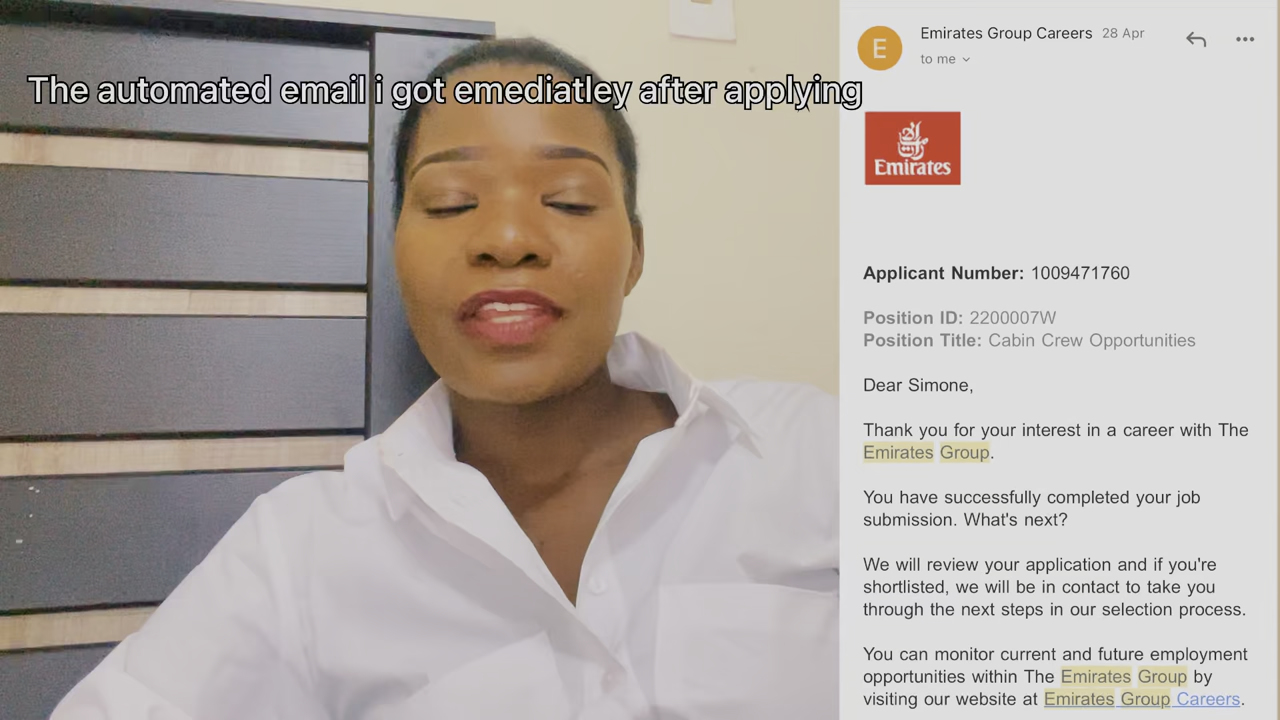 The automated email i got emediatley after applying
E
Emirates Group Careers 28 Apr
to me
Emirates
Applicant Number: 1009471760
Position ID: 2200007W
Position Title: Cabin Crew Opportunities
Dear Simone,
Thank you for your interest in a career with The
Emirates Group.
You have successfully completed your job
submission. What's next?
We will review your application and if you're
shortlisted, we will be in contact to take you
through the next steps in our selection process.
You can monitor current and future employment
opportunities within The Emirates Group by
visiting our website at Emirates Group Careers.